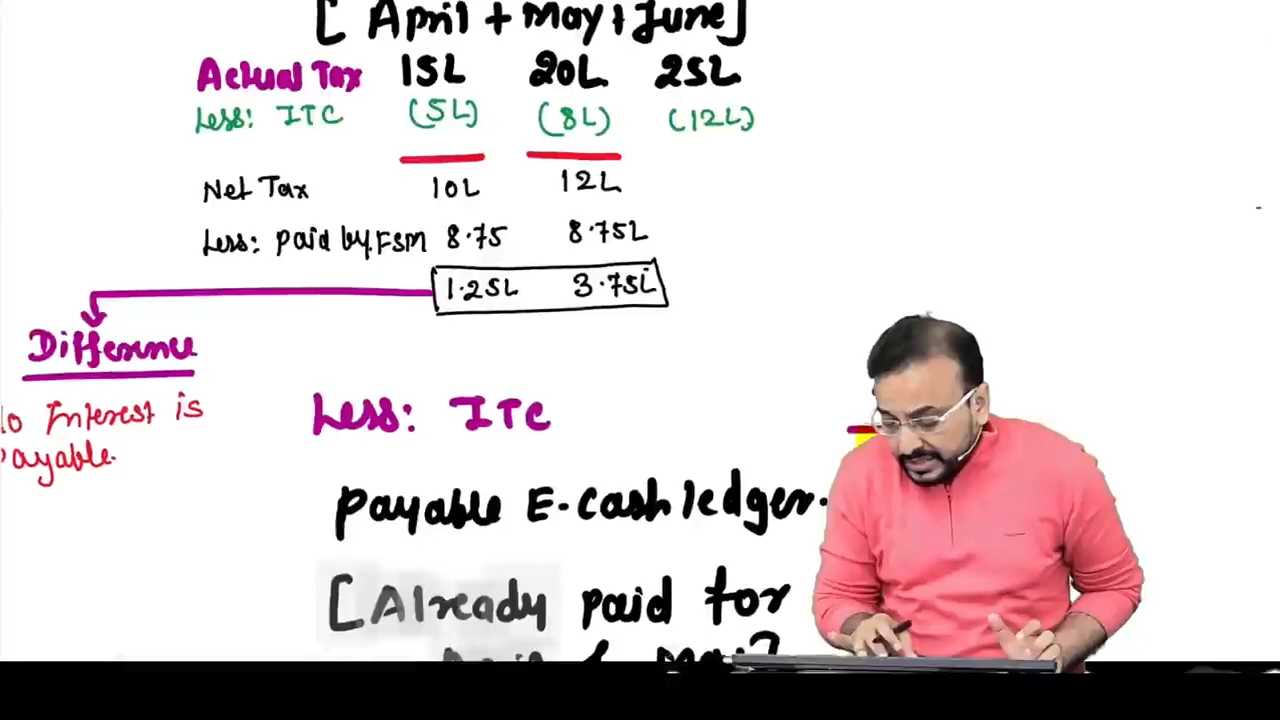 [ April + May + June]
Actual Tax 15L 20L 25L
Less: ITC (5L) (8L) (12L)
Net Tax 10L 12L
Less: Paid by FSM 8.75 8.75L
1.25L 3.75L
Difference
Interest is
Less: ITC
Payable E-cash ledger.
[Already paid for